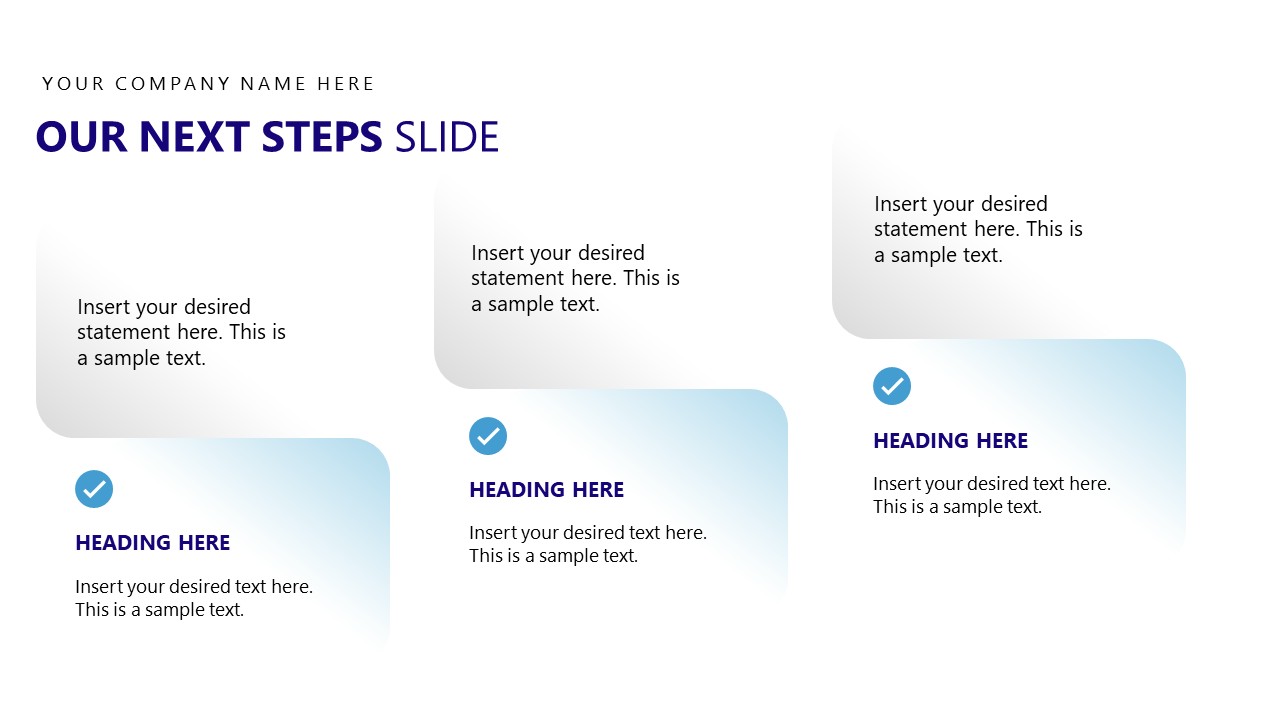 YOUR COMPANY NAME HERE
OUR NEXT STEPS SLIDE
Insert your desired
statement here. This is
a sample text.
HEADING HERE
Insert your desired text here.
This is a sample text.
Insert your desired
statement here. This is
a sample text.
HEADING HERE
Insert your desired text here.
This is a sample text.
Insert your desired
statement here. This is
a sample text.
HEADING HERE
Insert your desired text here.
This is a sample text.